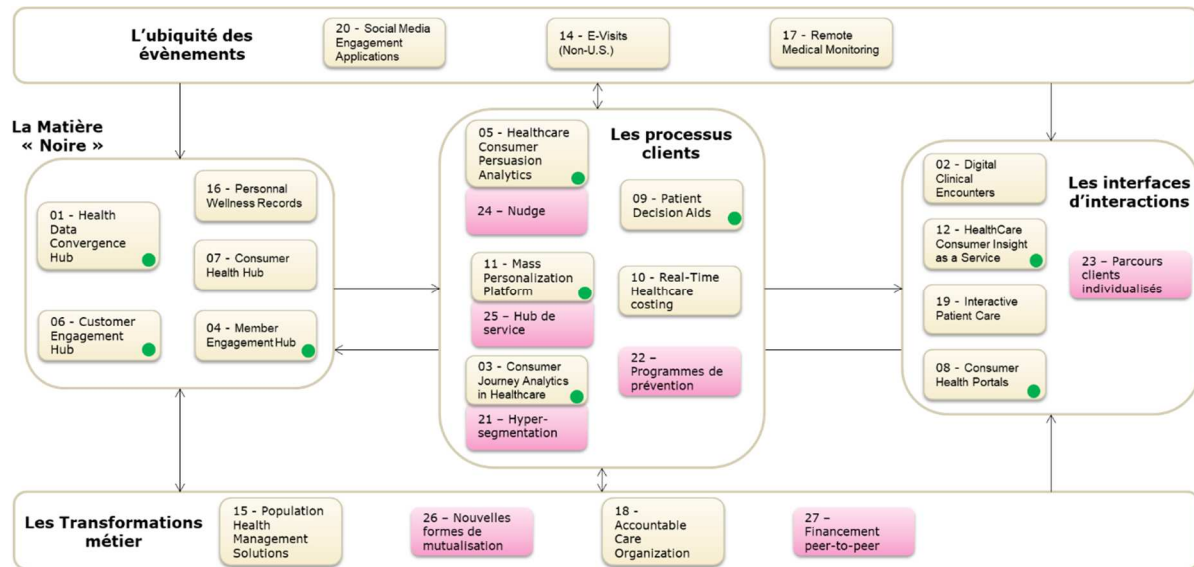 L'ubiquité des
évènements
20 - Social Media
Engagement
Applications
14 - E-Visits
(Non-U.S.)
17 - Remote
Medical Monitoring
La Matière
« Noire »
16 - Personnal
Wellness Records
01 - Health
Data
Convergence
Hub
07 - Consumer
Health Hub
06 - Customer
Engagement
Hub
04 - Member
Engagement Hub
Les processus
clients
05 - Healthcare
Consumer
Persuasion
Analytics
24 – Nudge
09 - Patient
Decision Aids
11 - Mass
Personalization
Platform
25 – Hub de
service
10 - Real-Time
Healthcare
costing
03 - Consumer
Journey Analytics
in Healthcare
21 – Hyper-
segmentation
22 –
Programmes de
prévention
Les interfaces
d'interactions
02 - Digital
Clinical
Encounters
12 - HealthCare
Consumer Insight
as a Service
23 – Parcours
clients
individualisés
19 - Interactive
Patient Care
08 - Consumer
Health Portals
Les Transformations
métier
15 - Population
Health
Management
Solutions
26 – Nouvelles
formes de
mutualisation
18 -
Accountable
Care
Organization
27 –
Financement
peer-to-peer